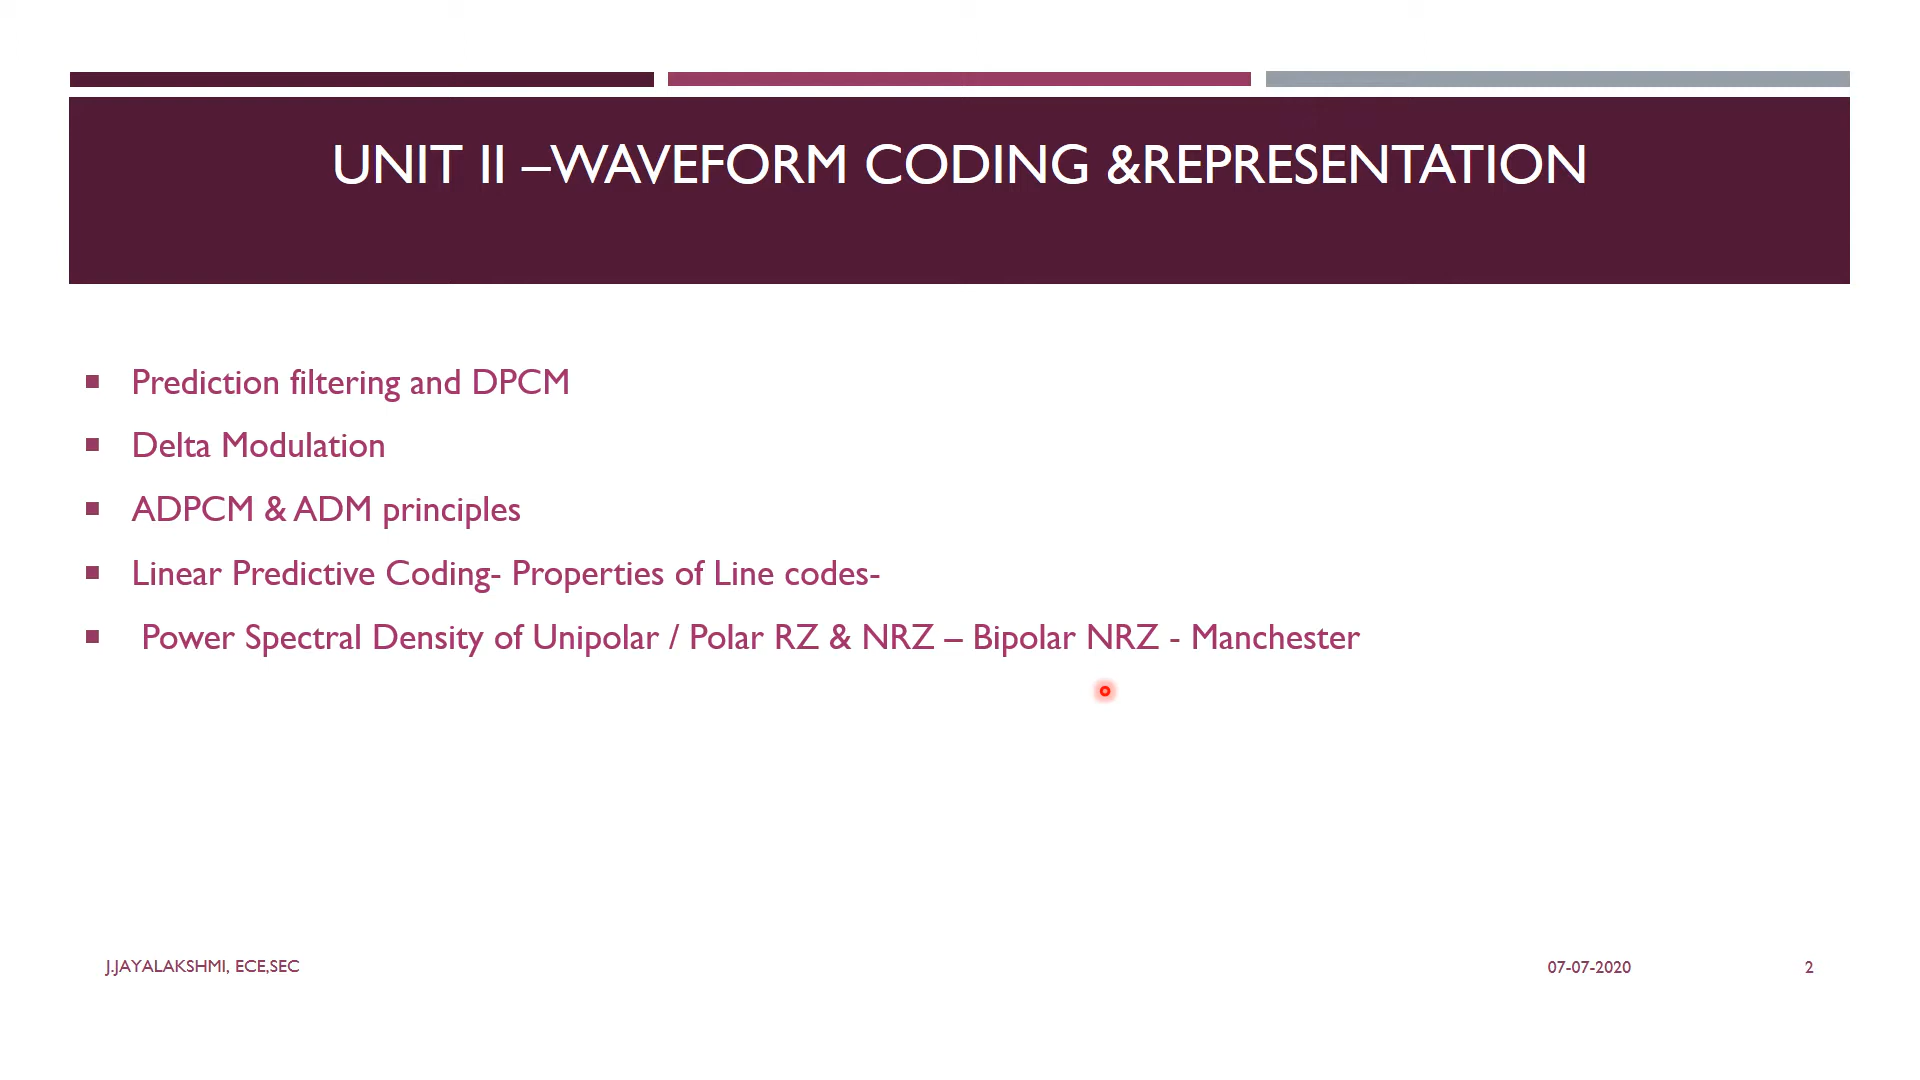 UNIT II –WAVEFORM CODING &REPRESENTATION
Prediction filtering and DPCM
Delta Modulation
ADPCM & ADM principles
Linear Predictive Coding- Properties of Line codes-
Power Spectral Density of Unipolar / Polar RZ & NRZ – Bipolar NRZ - Manchester
J.JAYALAKSHMI, ECE,SEC
07-07-2020
2